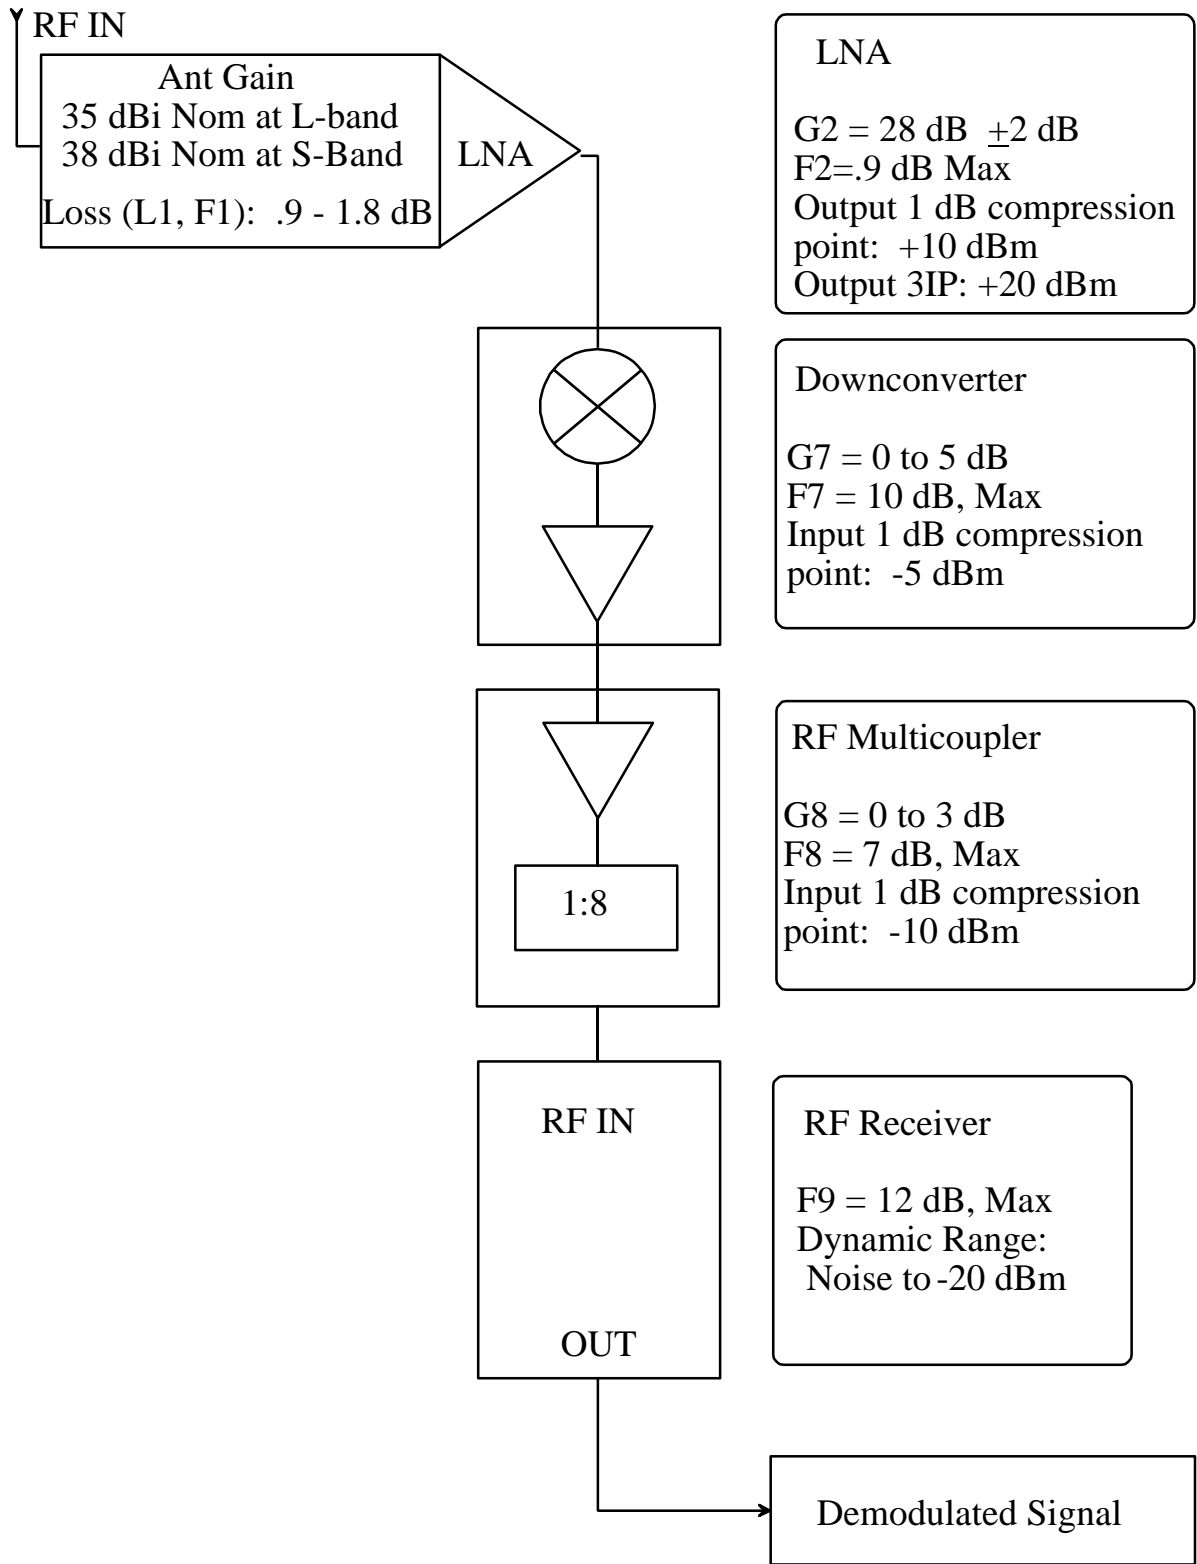 RF IN
Ant Gain
35 dBi Nom at L-band
38 dBi Nom at S-Band
Loss (L1, F1): .9 - 1.8 dB
LNA
LNA
G2 = 28 dB ±2 dB
F2=.9 dB Max
Output 1 dB compression
point: +10 dBm
Output 3IP: +20 dBm
Downconverter
G7 = 0 to 5 dB
F7 = 10 dB, Max
Input 1 dB compression
point: -5 dBm
RF Multicoupler
G8 = 0 to 3 dB
F8 = 7 dB, Max
Input 1 dB compression
point: -10 dBm
1:8
RF IN
OUT
RF Receiver
F9 = 12 dB, Max
Dynamic Range:
Noise to -20 dBm
Demodulated Signal